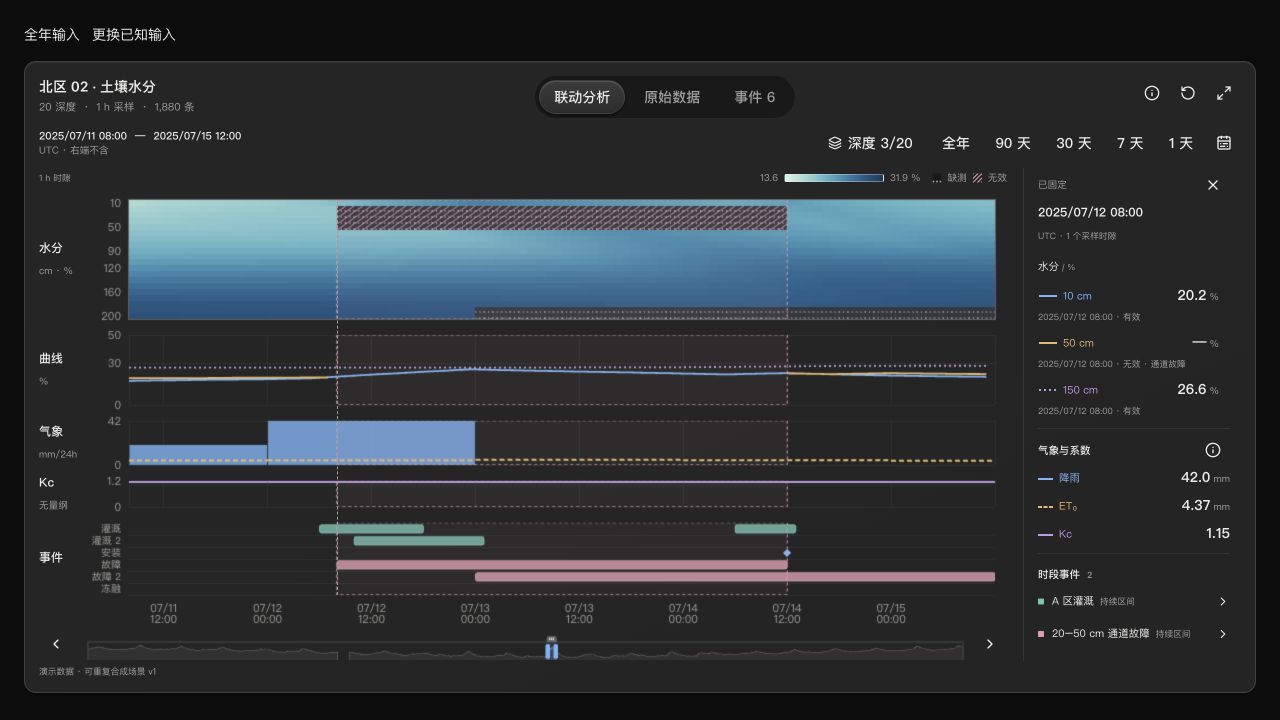 全年输入 更换已知输入
北区 02 · 土壤水分
20 深度 · 1 h 采样 · 1,880 条
联动分析 原始数据 事件 6
2025/07/11 08:00 — 2025/07/15 12:00
UTC · 右端不含
深度 3/20 全年 90 天 30 天 7 天 1 天
1 h 时隙
13.6 31.9 % 缺测 无效
水分
cm · %
10
50
90
120
160
200
曲线
%
50
30
0
气象
mm/24h
42
0
Kc
无量纲
1.2
0
事件
灌溉
灌溉 2
安装
故障
故障 2
冻融
07/11 12:00
07/12 00:00
07/12 12:00
07/13 00:00
07/13 12:00
07/14 00:00
07/14 12:00
07/15 00:00
演示数据 · 可重复合成场景 v1
已固定
2025/07/12 08:00
UTC · 1 个采样时隙
水分 / %
10 cm 20.2 %
2025/07/12 08:00 · 有效
50 cm — %
2025/07/12 08:00 · 无效 · 通道故障
150 cm 26.6 %
2025/07/12 08:00 · 有效
气象与系数
降雨 42.0 mm
ET₀ 4.37 mm
Kc 1.15
时段事件 2
A 区灌溉 持续区间
20–50 cm 通道故障 持续区间